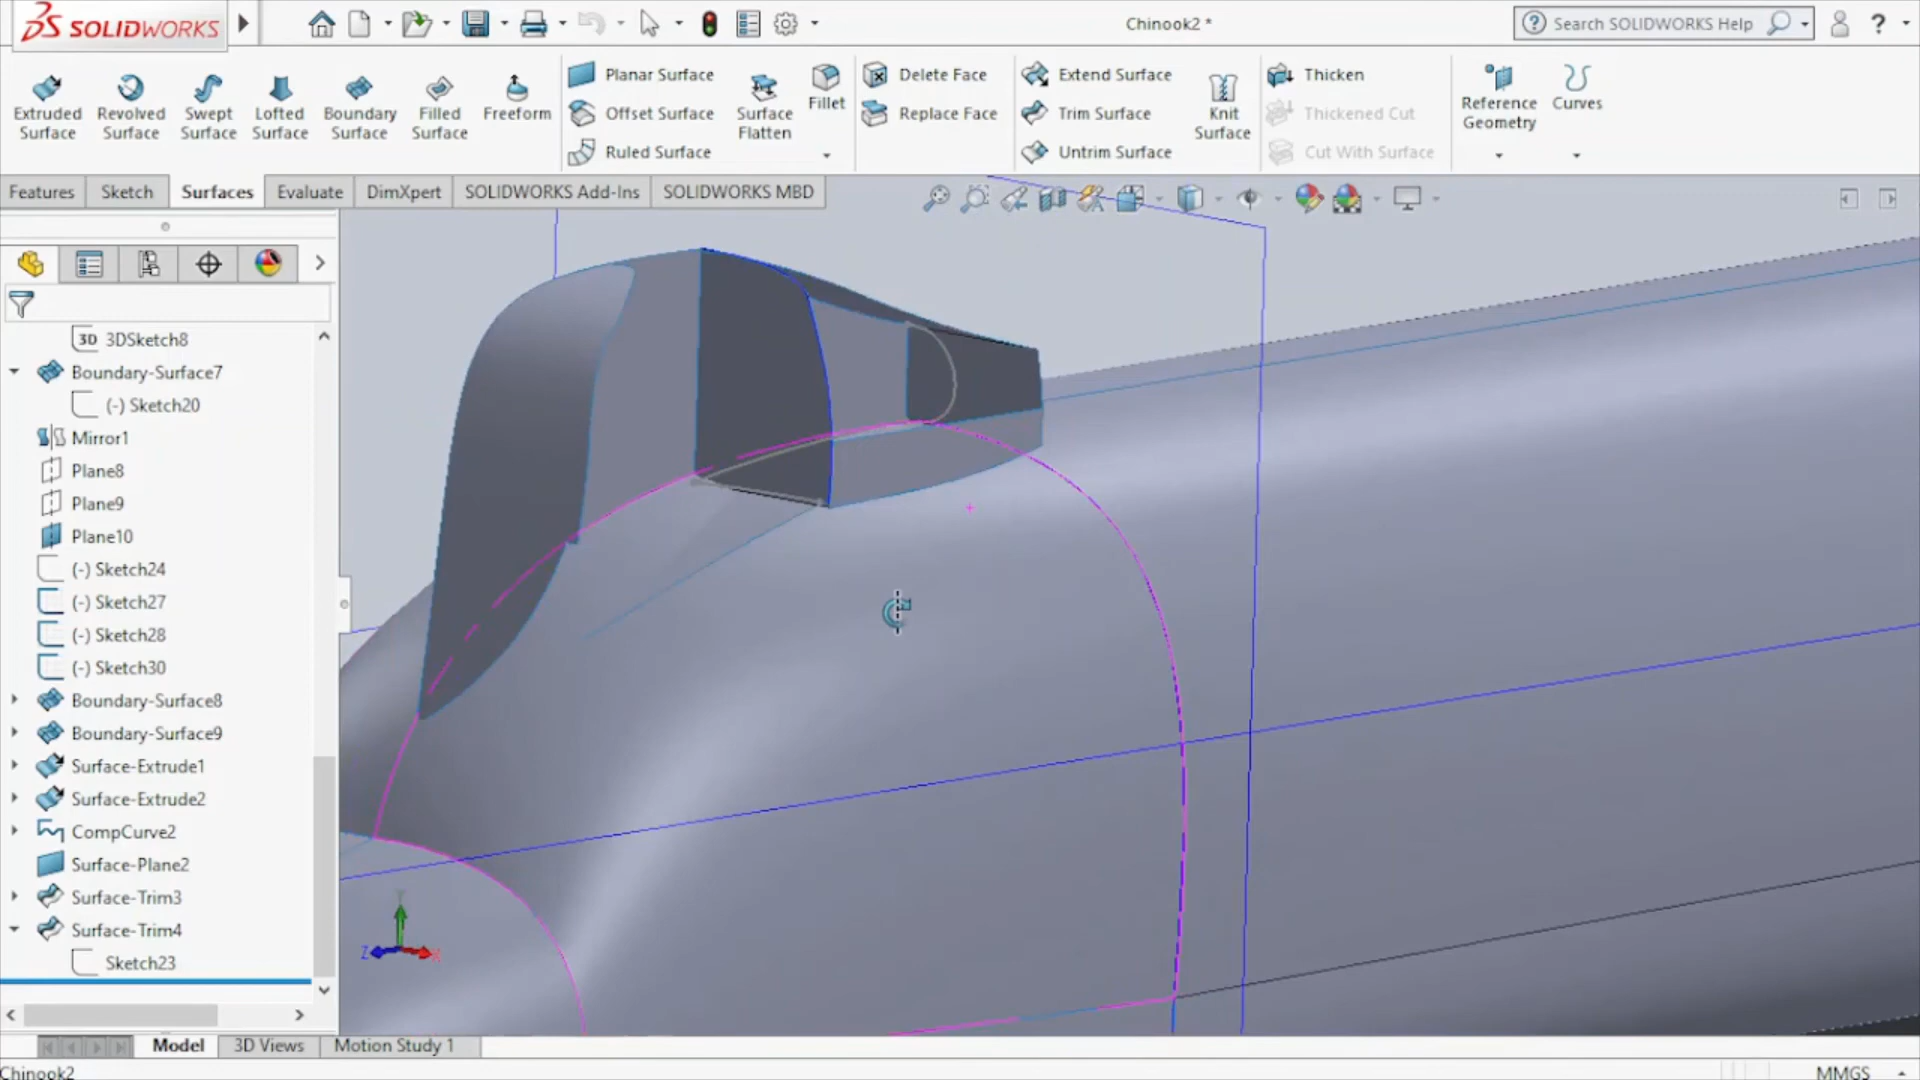 SOLIDWORKS
Chinook2 *
Search SOLIDWORKS Help
?
Extruded Surface
Revolved Surface
Swept Surface
Lofted Surface
Boundary Surface
Filled Surface
Freeform
Planar Surface
Offset Surface
Ruled Surface
Surface Flatten
Fillet
Delete Face
Replace Face
Extend Surface
Trim Surface
Untrim Surface
Knit Surface
Thicken
Thickened Cut
Cut With Surface
Reference Geometry
Curves
Features
Sketch
Surfaces
Evaluate
DimXpert
SOLIDWORKS Add-Ins
SOLIDWORKS MBD
3D 3DSketch8
Boundary-Surface7
(-) Sketch20
Mirror1
Plane8
Plane9
Plane10
(-) Sketch24
(-) Sketch27
(-) Sketch28
(-) Sketch30
Boundary-Surface8
Boundary-Surface9
Surface-Extrude1
Surface-Extrude2
CompCurve2
Surface-Plane2
Surface-Trim3
Surface-Trim4
Sketch23
Y
Z
X
Model
3D Views
Motion Study 1
Chinook2
MMGS